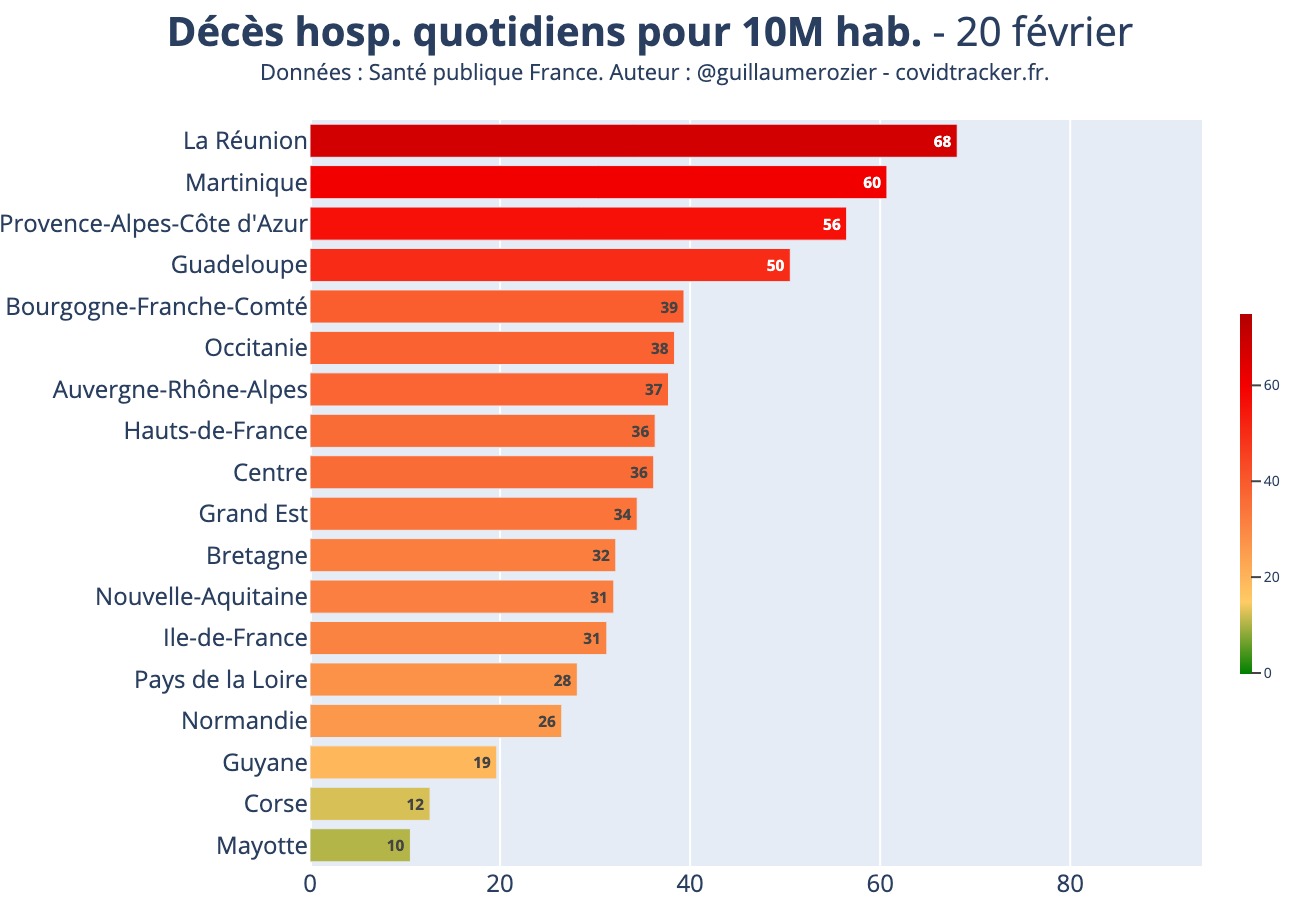 Décès hosp. quotidiens pour 10M hab. - 20 février
Données : Santé publique France. Auteur : @guillaumerozier - covidtracker.fr.
La Réunion 68
Martinique 60
Provence-Alpes-Côte d'Azur 56
Guadeloupe 50
Bourgogne-Franche-Comté 39
Occitanie 38
Auvergne-Rhône-Alpes 37
Hauts-de-France 36
Centre 36
Grand Est 34
Bretagne 32
Nouvelle-Aquitaine 31
Ile-de-France 31
Pays de la Loire 28
Normandie 26
Guyane 19
Corse 12
Mayotte 10
0 20 40 60 80
60
40
20
0